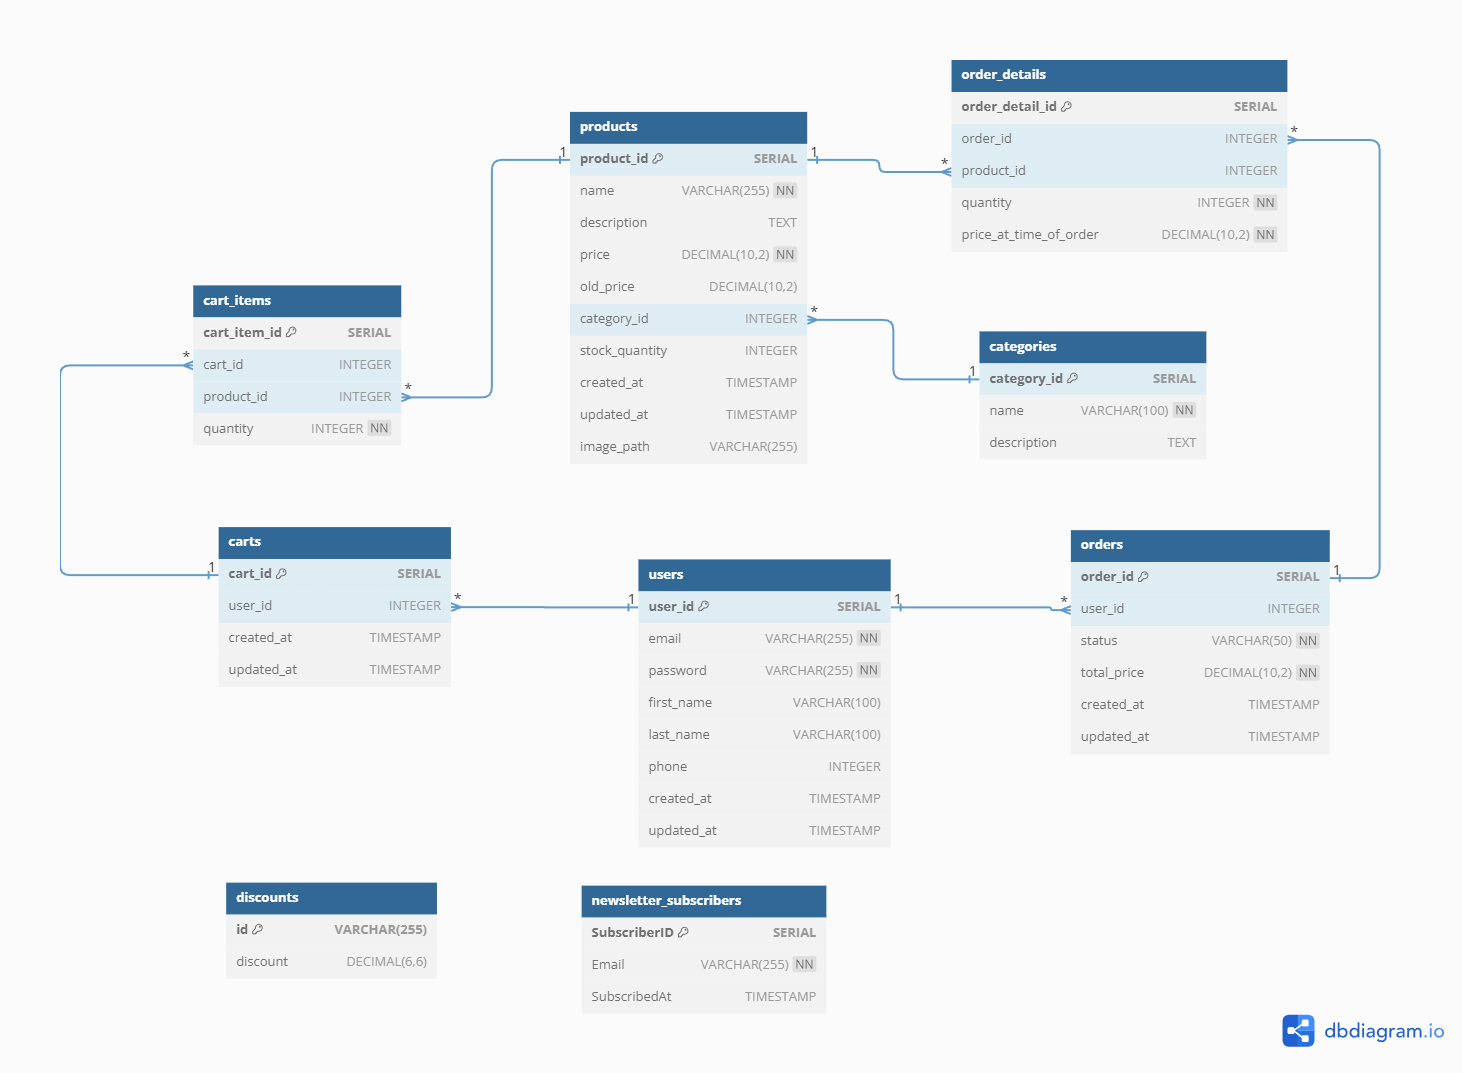 order_details
order_detail_id SERIAL
order_id INTEGER
product_id INTEGER
quantity INTEGER NN
price_at_time_of_order DECIMAL(10,2) NN
products
product_id SERIAL
name VARCHAR(255) NN
description TEXT
price DECIMAL(10,2) NN
old_price DECIMAL(10,2)
category_id INTEGER
stock_quantity INTEGER
created_at TIMESTAMP
updated_at TIMESTAMP
image_path VARCHAR(255)
1
1
*
*
*
cart_items
cart_item_id SERIAL
cart_id INTEGER
product_id INTEGER
quantity INTEGER NN
*
*
categories
category_id SERIAL
name VARCHAR(100) NN
description TEXT
1
carts
cart_id SERIAL
user_id INTEGER
created_at TIMESTAMP
updated_at TIMESTAMP
1
*
users
user_id SERIAL
email VARCHAR(255) NN
password VARCHAR(255) NN
first_name VARCHAR(100)
last_name VARCHAR(100)
phone INTEGER
created_at TIMESTAMP
updated_at TIMESTAMP
1
1
orders
order_id SERIAL
user_id INTEGER
status VARCHAR(50) NN
total_price DECIMAL(10,2) NN
created_at TIMESTAMP
updated_at TIMESTAMP
1
*
discounts
id VARCHAR(255)
discount DECIMAL(6,6)
newsletter_subscribers
SubscriberID SERIAL
Email VARCHAR(255) NN
SubscribedAt TIMESTAMP
dbdiagram.io